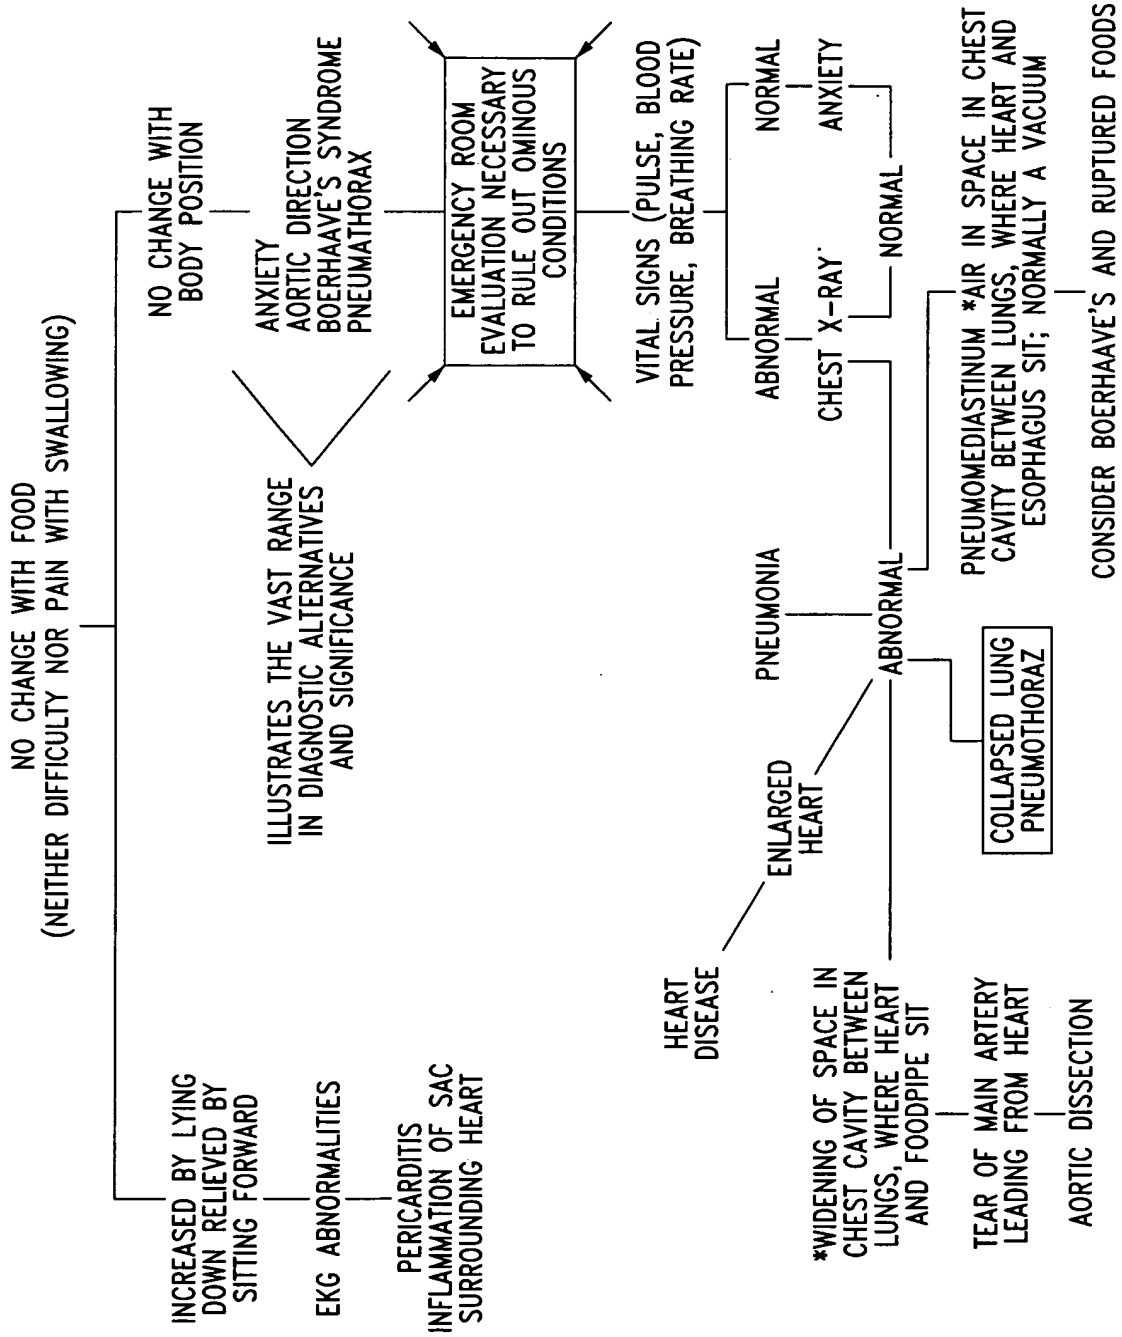 NO CHANGE WITH FOOD
(NEITHER DIFFICULTY NOR PAIN WITH SWALLOWING)
INCREASED BY LYING
DOWN RELIEVED BY
SITTING FORWARD
EKG ABNORMALITIES
PERICARDITIS
INFLAMMATION OF SAC
SURROUNDING HEART
NO CHANGE WITH
BODY POSITION
ANXIETY
AORTIC DIRECTION
BOERHAAVE'S SYNDROME
PNEUMATHORAX
ILLUSTRATES THE VAST RANGE
IN DIAGNOSTIC ALTERNATIVES
AND SIGNIFICANCE
EMERGENCY ROOM
EVALUATION NECESSARY
TO RULE OUT OMINOUS
CONDITIONS
VITAL SIGNS (PULSE, BLOOD
PRESSURE, BREATHING RATE)
ABNORMAL
NORMAL
CHEST X-RAY
ANXIETY
NORMAL
ABNORMAL
PNEUMONIA
ENLARGED
HEART
HEART
DISEASE
*WIDENING OF SPACE IN
CHEST CAVITY BETWEEN
LUNGS, WHERE HEART
AND FOODPIPE SIT
TEAR OF MAIN ARTERY
LEADING FROM HEART
AORTIC DISSECTION
COLLAPSED LUNG
PNEUMOTHORAZ
PNEUMOMEDIASTINUM *AIR IN SPACE IN CHEST
CAVITY BETWEEN LUNGS, WHERE HEART AND
ESOPHAGUS SIT; NORMALLY A VACUUM
CONSIDER BOERHAAVE'S AND RUPTURED FOODS